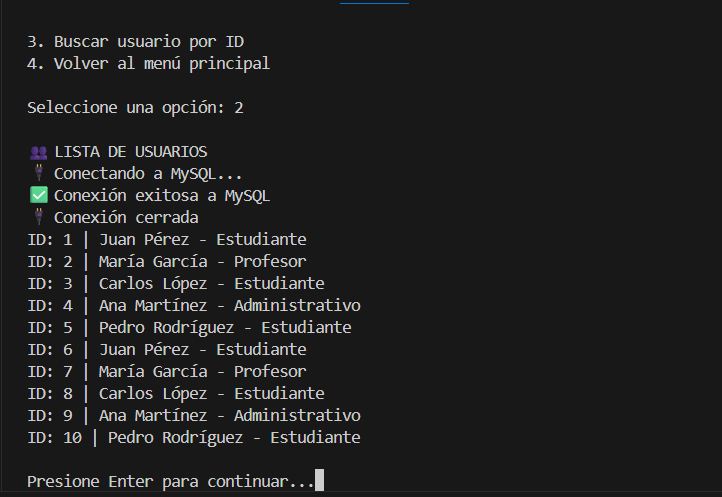 3. Buscar usuario por ID
4. Volver al menú principal
Seleccione una opción: 2
👥 LISTA DE USUARIOS
🔌 Conectando a MySQL...
✅ Conexión exitosa a MySQL
🔌 Conexión cerrada
ID: 1 | Juan Pérez - Estudiante
ID: 2 | María García - Profesor
ID: 3 | Carlos López - Estudiante
ID: 4 | Ana Martínez - Administrativo
ID: 5 | Pedro Rodríguez - Estudiante
ID: 6 | Juan Pérez - Estudiante
ID: 7 | María García - Profesor
ID: 8 | Carlos López - Estudiante
ID: 9 | Ana Martínez - Administrativo
ID: 10 | Pedro Rodríguez - Estudiante
Presione Enter para continuar...